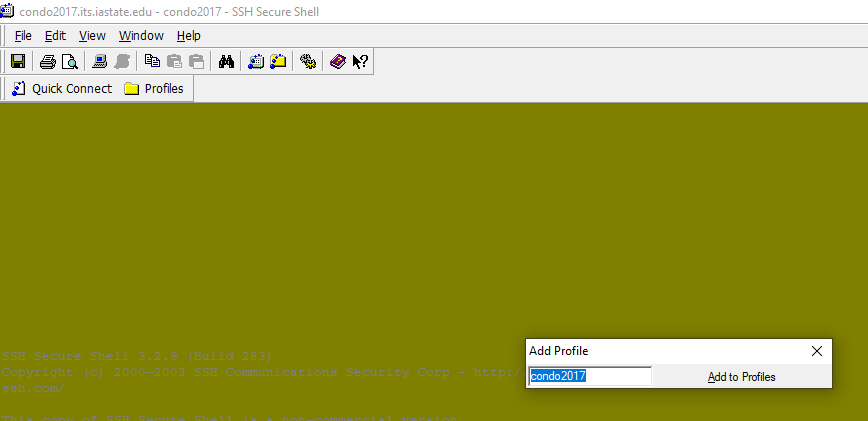 condo2017.its.iastate.edu - condo2017 - SSH Secure Shell
File Edit View Window Help
Quick Connect Profiles
SSH Secure Shell 3.2.9 (Build 283)
Copyright (c) 2000-2003 SSH Communications Security Corp - http:/
ssh.com/
This copy of SSH Secure Shell is a non-commercial version
Add Profile
condo2017 Add to Profiles